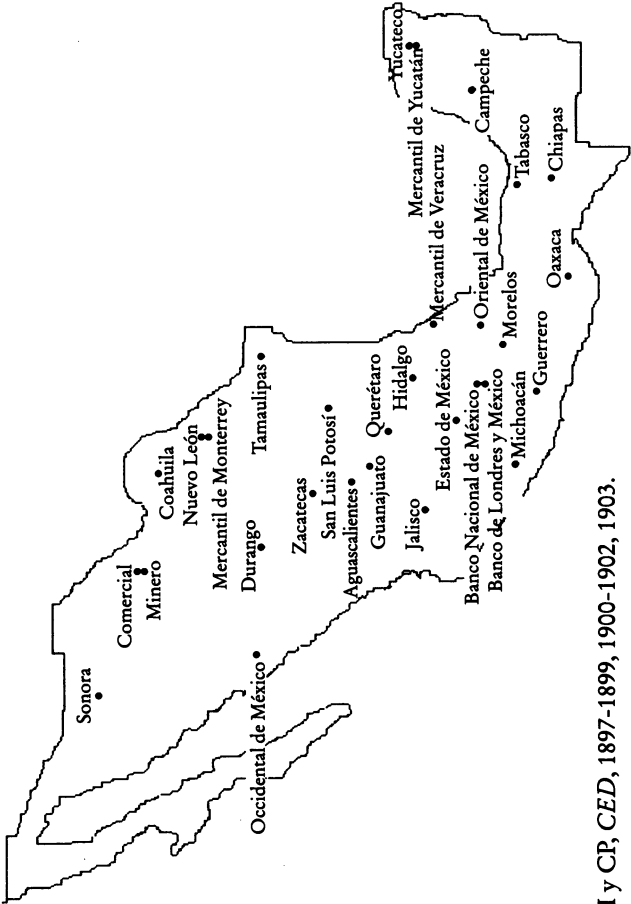 Sonora
Comercial
Minero
Coahuila
Nuevo León
Mercantil de Monterrey
Durango
Tamaulipas
Occidental de México
Zacatecas
San Luis Potosí
Aguascalientes
Guanajuato
Querétaro
Hidalgo
Jalisco
Estado de México
Banco Nacional de México
Banco de Londres y México
Michoacán
Guerrero
Morelos
Oriental de México
Mercantil de Veracruz
Mercantil de Yucatán
Yucateco
Campeche
Tabasco
Chiapas
Oaxaca
I y CP, CED, 1897-1899, 1900-1902, 1903.